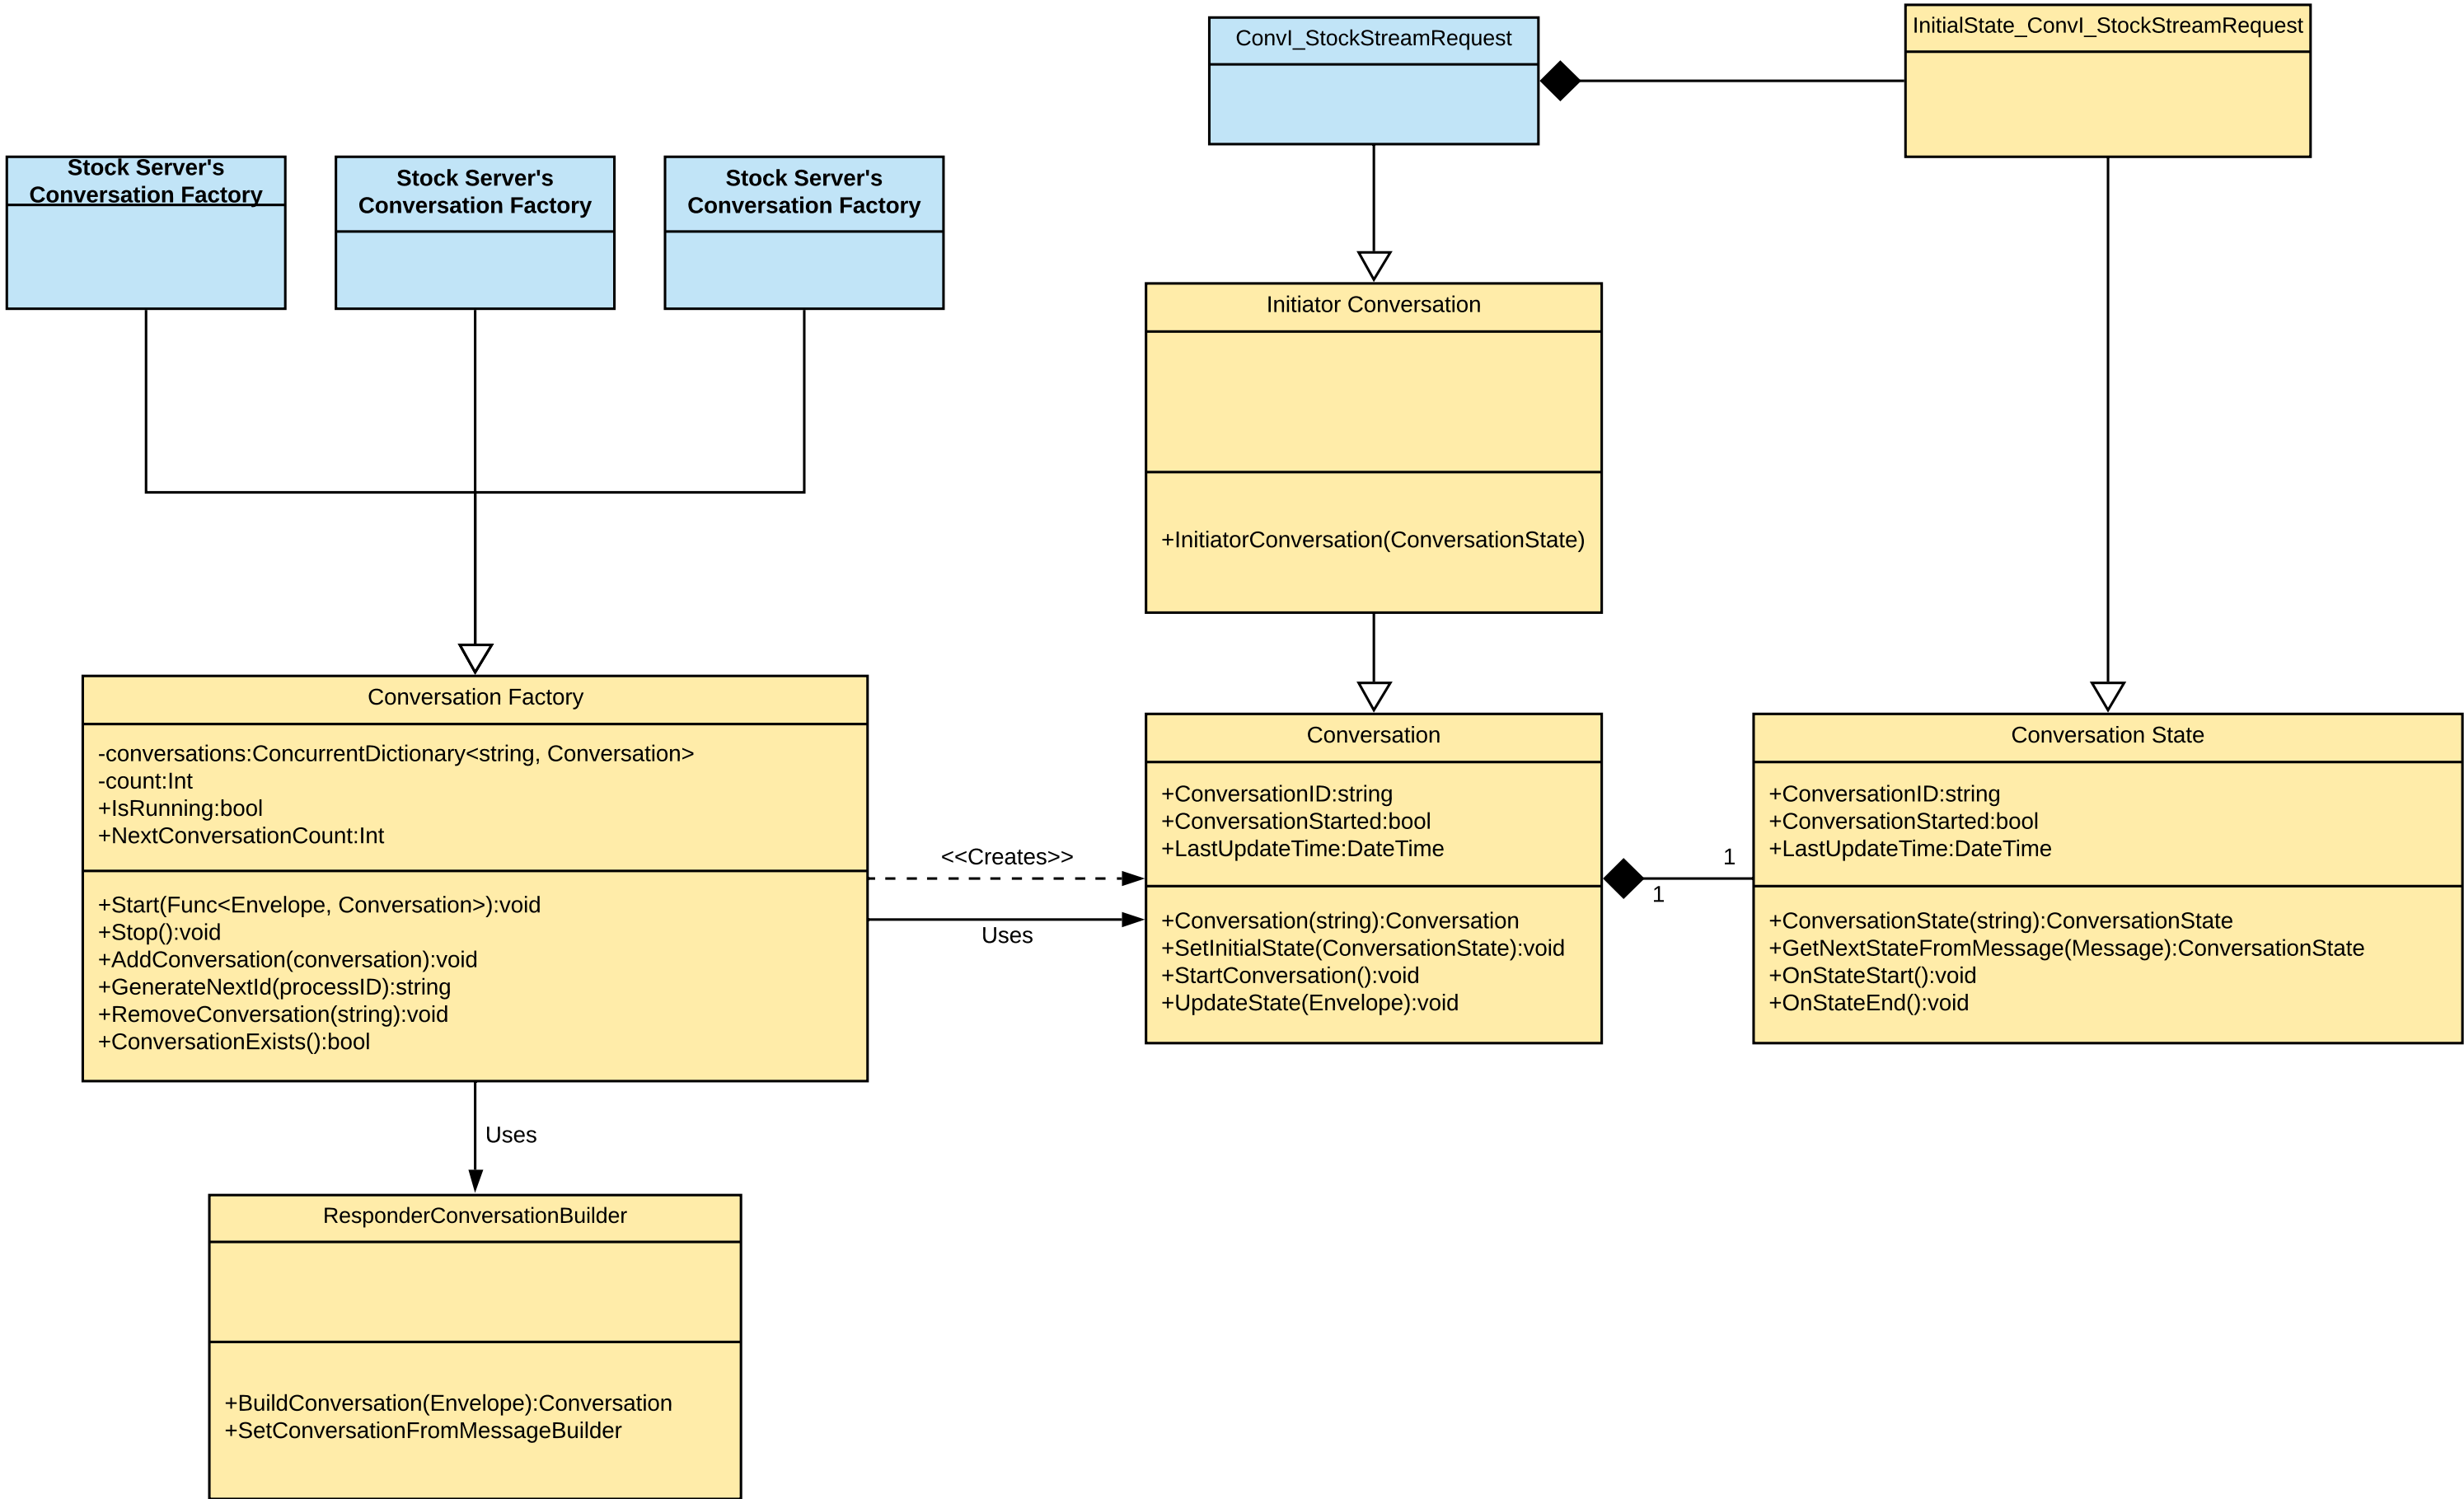 ConvI_StockStreamRequest
InitialState_ConvI_StockStreamRequest
Stock Server's
Conversation Factory
Stock Server's
Conversation Factory
Stock Server's
Conversation Factory
Initiator Conversation
+InitiatorConversation(ConversationState)
Conversation Factory
-conversations:ConcurrentDictionary<string, Conversation>
-count:Int
+IsRunning:bool
+NextConversationCount:Int
+Start(Func<Envelope, Conversation>):void
+Stop():void
+AddConversation(conversation):void
+GenerateNextId(processID):string
+RemoveConversation(string):void
+ConversationExists():bool
<<Creates>>
Uses
Conversation
+ConversationID:string
+ConversationStarted:bool
+LastUpdateTime:DateTime
+Conversation(string):Conversation
+SetInitialState(ConversationState):void
+StartConversation():void
+UpdateState(Envelope):void
1
1
Conversation State
+ConversationID:string
+ConversationStarted:bool
+LastUpdateTime:DateTime
+ConversationState(string):ConversationState
+GetNextStateFromMessage(Message):ConversationState
+OnStateStart():void
+OnStateEnd():void
Uses
ResponderConversationBuilder
+BuildConversation(Envelope):Conversation
+SetConversationFromMessageBuilder